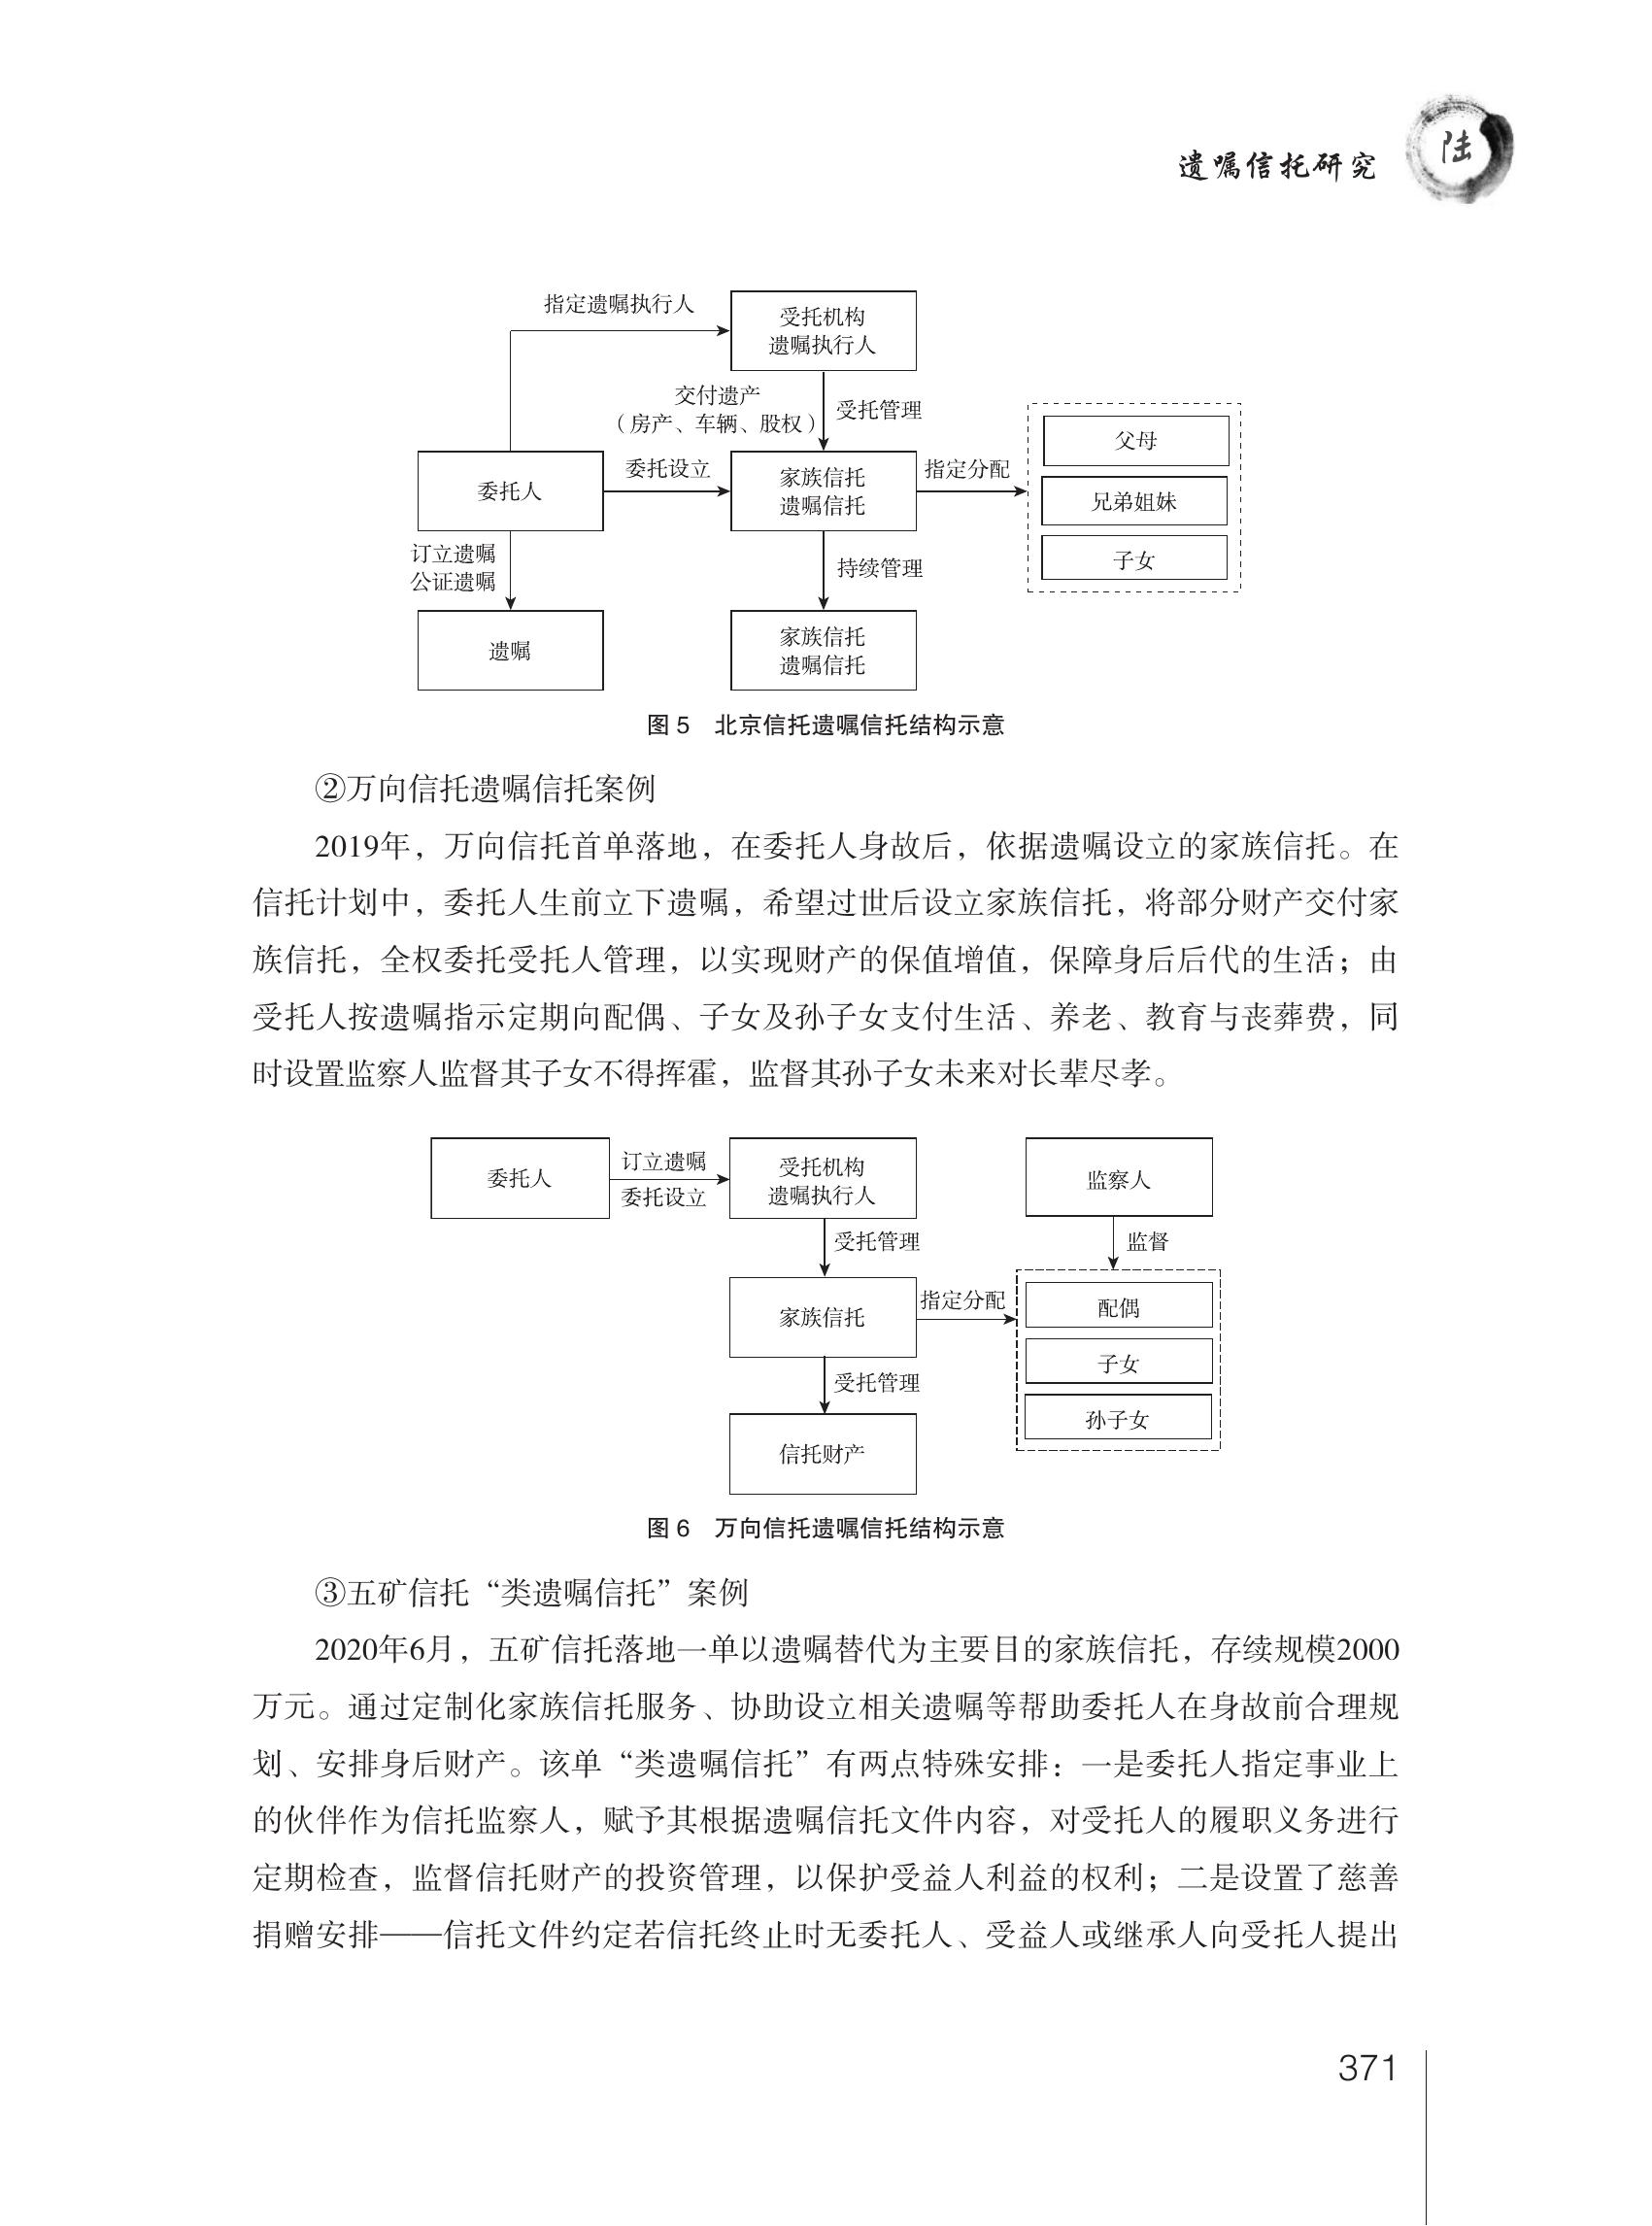 遗嘱信托研究
陆
指定遗嘱执行人
受托机构
遗嘱执行人
交付遗产
（房产、车辆、股权）
受托管理
委托人
委托设立
家族信托
遗嘱信托
指定分配
父母
兄弟姐妹
子女
订立遗嘱
公证遗嘱
持续管理
遗嘱
家族信托
遗嘱信托
图 5　北京信托遗嘱信托结构示意
②万向信托遗嘱信托案例
2019年，万向信托首单落地，在委托人身故后，依据遗嘱设立的家族信托。在
信托计划中，委托人生前立下遗嘱，希望过世后设立家族信托，将部分财产交付家
族信托，全权委托受托人管理，以实现财产的保值增值，保障身后后代的生活；由
受托人按遗嘱指示定期向配偶、子女及孙子女支付生活、养老、教育与丧葬费，同
时设置监察人监督其子女不得挥霍，监督其孙子女未来对长辈尽孝。
委托人
订立遗嘱
委托设立
受托机构
遗嘱执行人
监察人
受托管理
监督
家族信托
指定分配
配偶
子女
孙子女
受托管理
信托财产
图 6　万向信托遗嘱信托结构示意
③五矿信托“类遗嘱信托”案例
2020年6月，五矿信托落地一单以遗嘱替代为主要目的家族信托，存续规模2000
万元。通过定制化家族信托服务、协助设立相关遗嘱等帮助委托人在身故前合理规
划、安排身后财产。该单“类遗嘱信托”有两点特殊安排：一是委托人指定事业上
的伙伴作为信托监察人，赋予其根据遗嘱信托文件内容，对受托人的履职义务进行
定期检查，监督信托财产的投资管理，以保护受益人利益的权利；二是设置了慈善
捐赠安排——信托文件约定若信托终止时无委托人、受益人或继承人向受托人提出
371